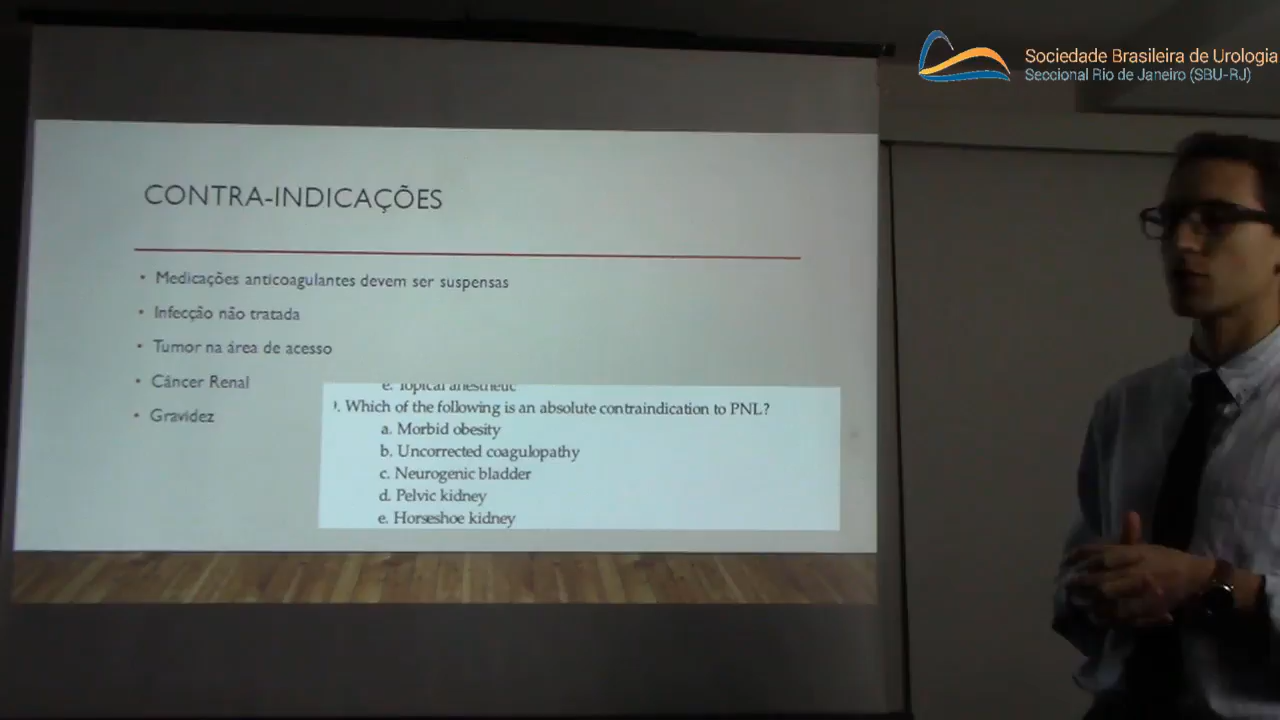 Sociedade Brasileira de Urologia
Seccional Rio de Janeiro (SBU-RJ)
CONTRA-INDICAÇÕES
• Medicações anticoagulantes devem ser suspensas
• Infecção não tratada
• Tumor na área de acesso
• Câncer Renal
• Gravidez
e. Topical anesthetic
. Which of the following is an absolute contraindication to PNL?
a. Morbid obesity
b. Uncorrected coagulopathy
c. Neurogenic bladder
d. Pelvic kidney
e. Horseshoe kidney